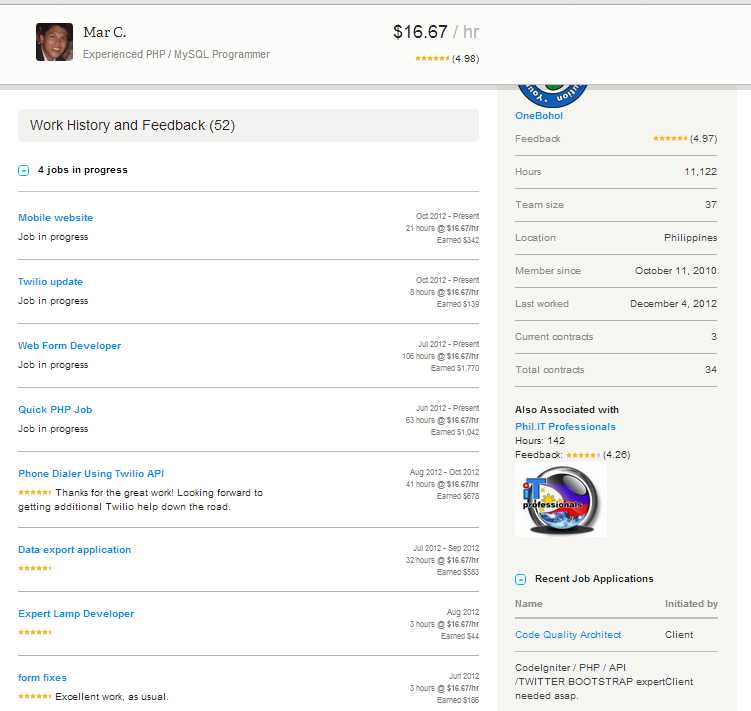 Mar C.
Experienced PHP / MySQL Programmer
$16.67 / hr
(4.98)
Work History and Feedback (52)
4 jobs in progress
Mobile website
Job in progress
Oct 2012 - Present
21 hours @ $16.67/hr
Earned $342
Twilio update
Job in progress
Oct 2012 - Present
8 hours @ $16.67/hr
Earned $139
Web Form Developer
Job in progress
Jul 2012 - Present
106 hours @ $16.67/hr
Earned $1,770
Quick PHP Job
Job in progress
Jun 2012 - Present
63 hours @ $16.67/hr
Earned $1,042
Phone Dialer Using Twilio API
Thanks for the great work! Looking forward to
getting additional Twilio help down the road.
Aug 2012 - Oct 2012
41 hours @ $16.67/hr
Earned $678
Data export application
Jul 2012 - Sep 2012
32 hours @ $16.67/hr
Earned $583
Expert Lamp Developer
Aug 2012
3 hours @ $16.67/hr
Earned $44
form fixes
Excellent work, as usual.
Jun 2012
3 hours @ $16.67/hr
Earned $186
OneBohol
Feedback (4.97)
Hours 11,122
Team size 37
Location Philippines
Member since October 11, 2010
Last worked December 4, 2012
Current contracts 3
Total contracts 34
Also Associated with
Phil.IT Professionals
Hours: 142
Feedback: (4.26)
iT
professionals
Recent Job Applications
Name Initiated by
Code Quality Architect Client
CodeIgniter / PHP / API
/TWITTER BOOTSTRAP expertClient
needed asap.